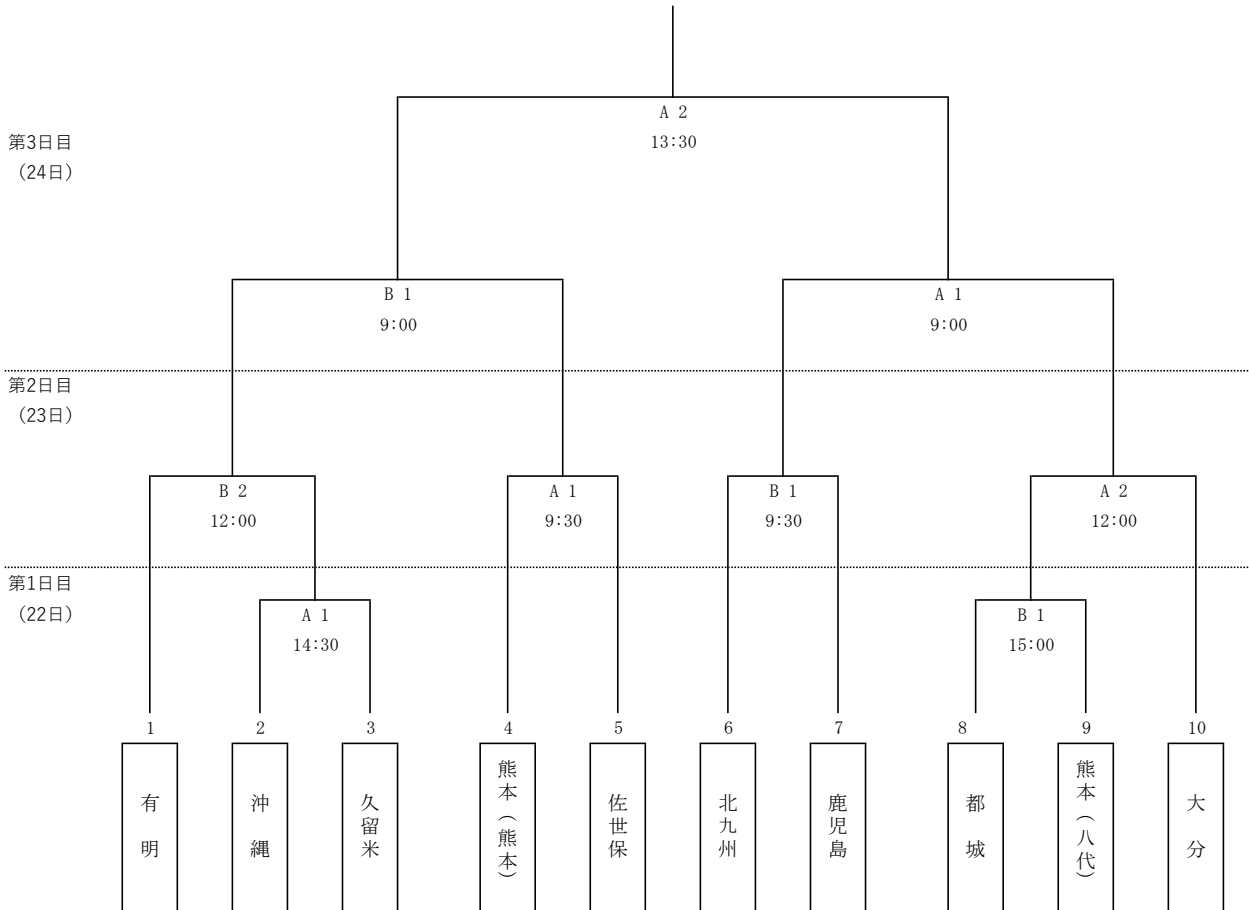 A 2
13:30
第3日目
（24日）
B 1
9:00
A 1
9:00
第2日目
（23日）
B 2
12:00
A 1
9:30
B 1
9:30
A 2
12:00
第1日目
（22日）
A 1
14:30
B 1
15:00
1
2
3
4
5
6
7
8
9
10
有明
沖縄
久留米
熊本（熊本）
佐世保
北九州
鹿児島
都城
熊本（八代）
大分